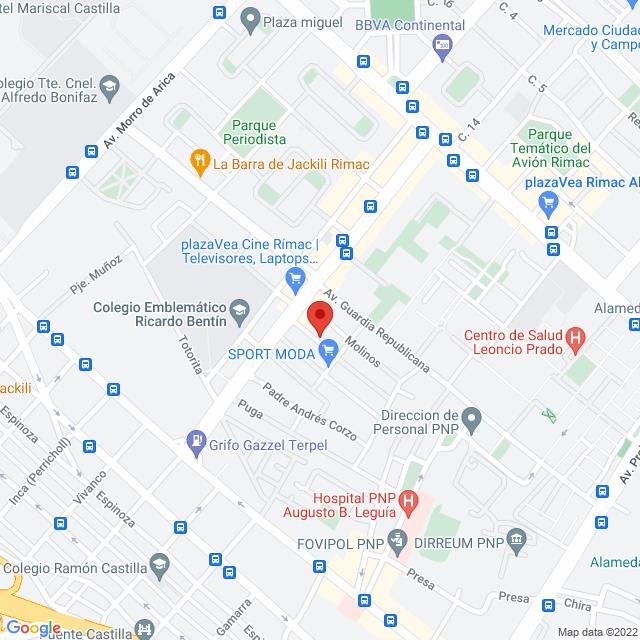 tel Mariscal Castilla
Plaza miguel
BBVA Continental
C. 16
C. 4
Mercado Ciudad
y Campo
olegio Tte. Cnel.
Alfredo Bonifaz
Av. Morro de Arica
C. 5
C. 14
Parque
Periodista
Parque
Temático del
Avión Rimac
La Barra de Jackili Rimac
plazaVea Rimac Al
plazaVea Cine Rímac |
Televisores, Laptops...
Pje. Muñoz
Av. Guardia Republicana
Colegio Emblemático
Ricardo Bentín
Alamed
Totorita
Molinos
Centro de Salud
Leoncio Prado
SPORT MODA
Jackili
Padre Andrés Corzo
Puga
Espinoza
Direccion de
Personal PNP
Grifo Gazzel Terpel
Inca (Perricholl)
Vivanco
Espinoza
Av. Pr
Hospital PNP
Augusto B. Leguía
FOVIPOL PNP
DIRREUM PNP
Colegio Ramón Castilla
Alameda
Presa
Presa
Chira
Gamarra
Google
Puente Castilla
Map data ©2022